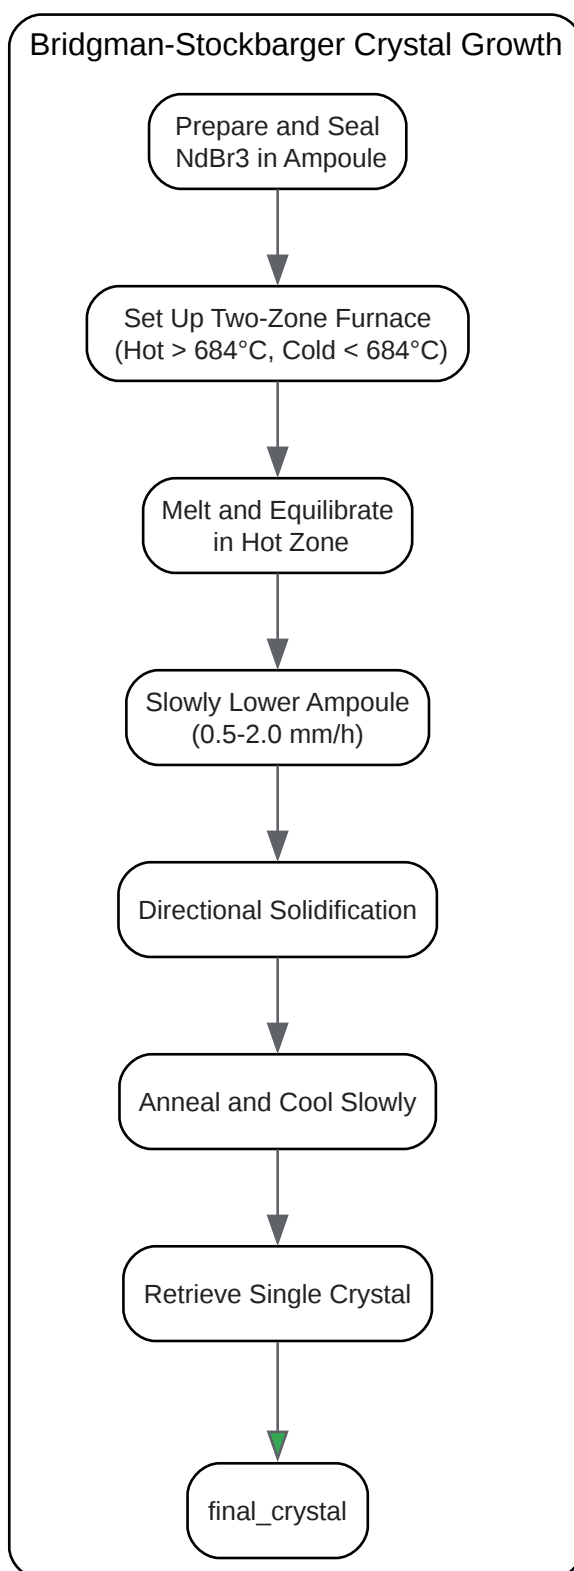 Bridgman-Stockbarger Crystal Growth
Prepare and Seal
NdBr3 in Ampoule
Set Up Two-Zone Furnace
(Hot > 684°C, Cold < 684°C)
Melt and Equilibrate
in Hot Zone
Slowly Lower Ampoule
(0.5-2.0 mm/h)
Directional Solidification
Anneal and Cool Slowly
Retrieve Single Crystal
final_crystal